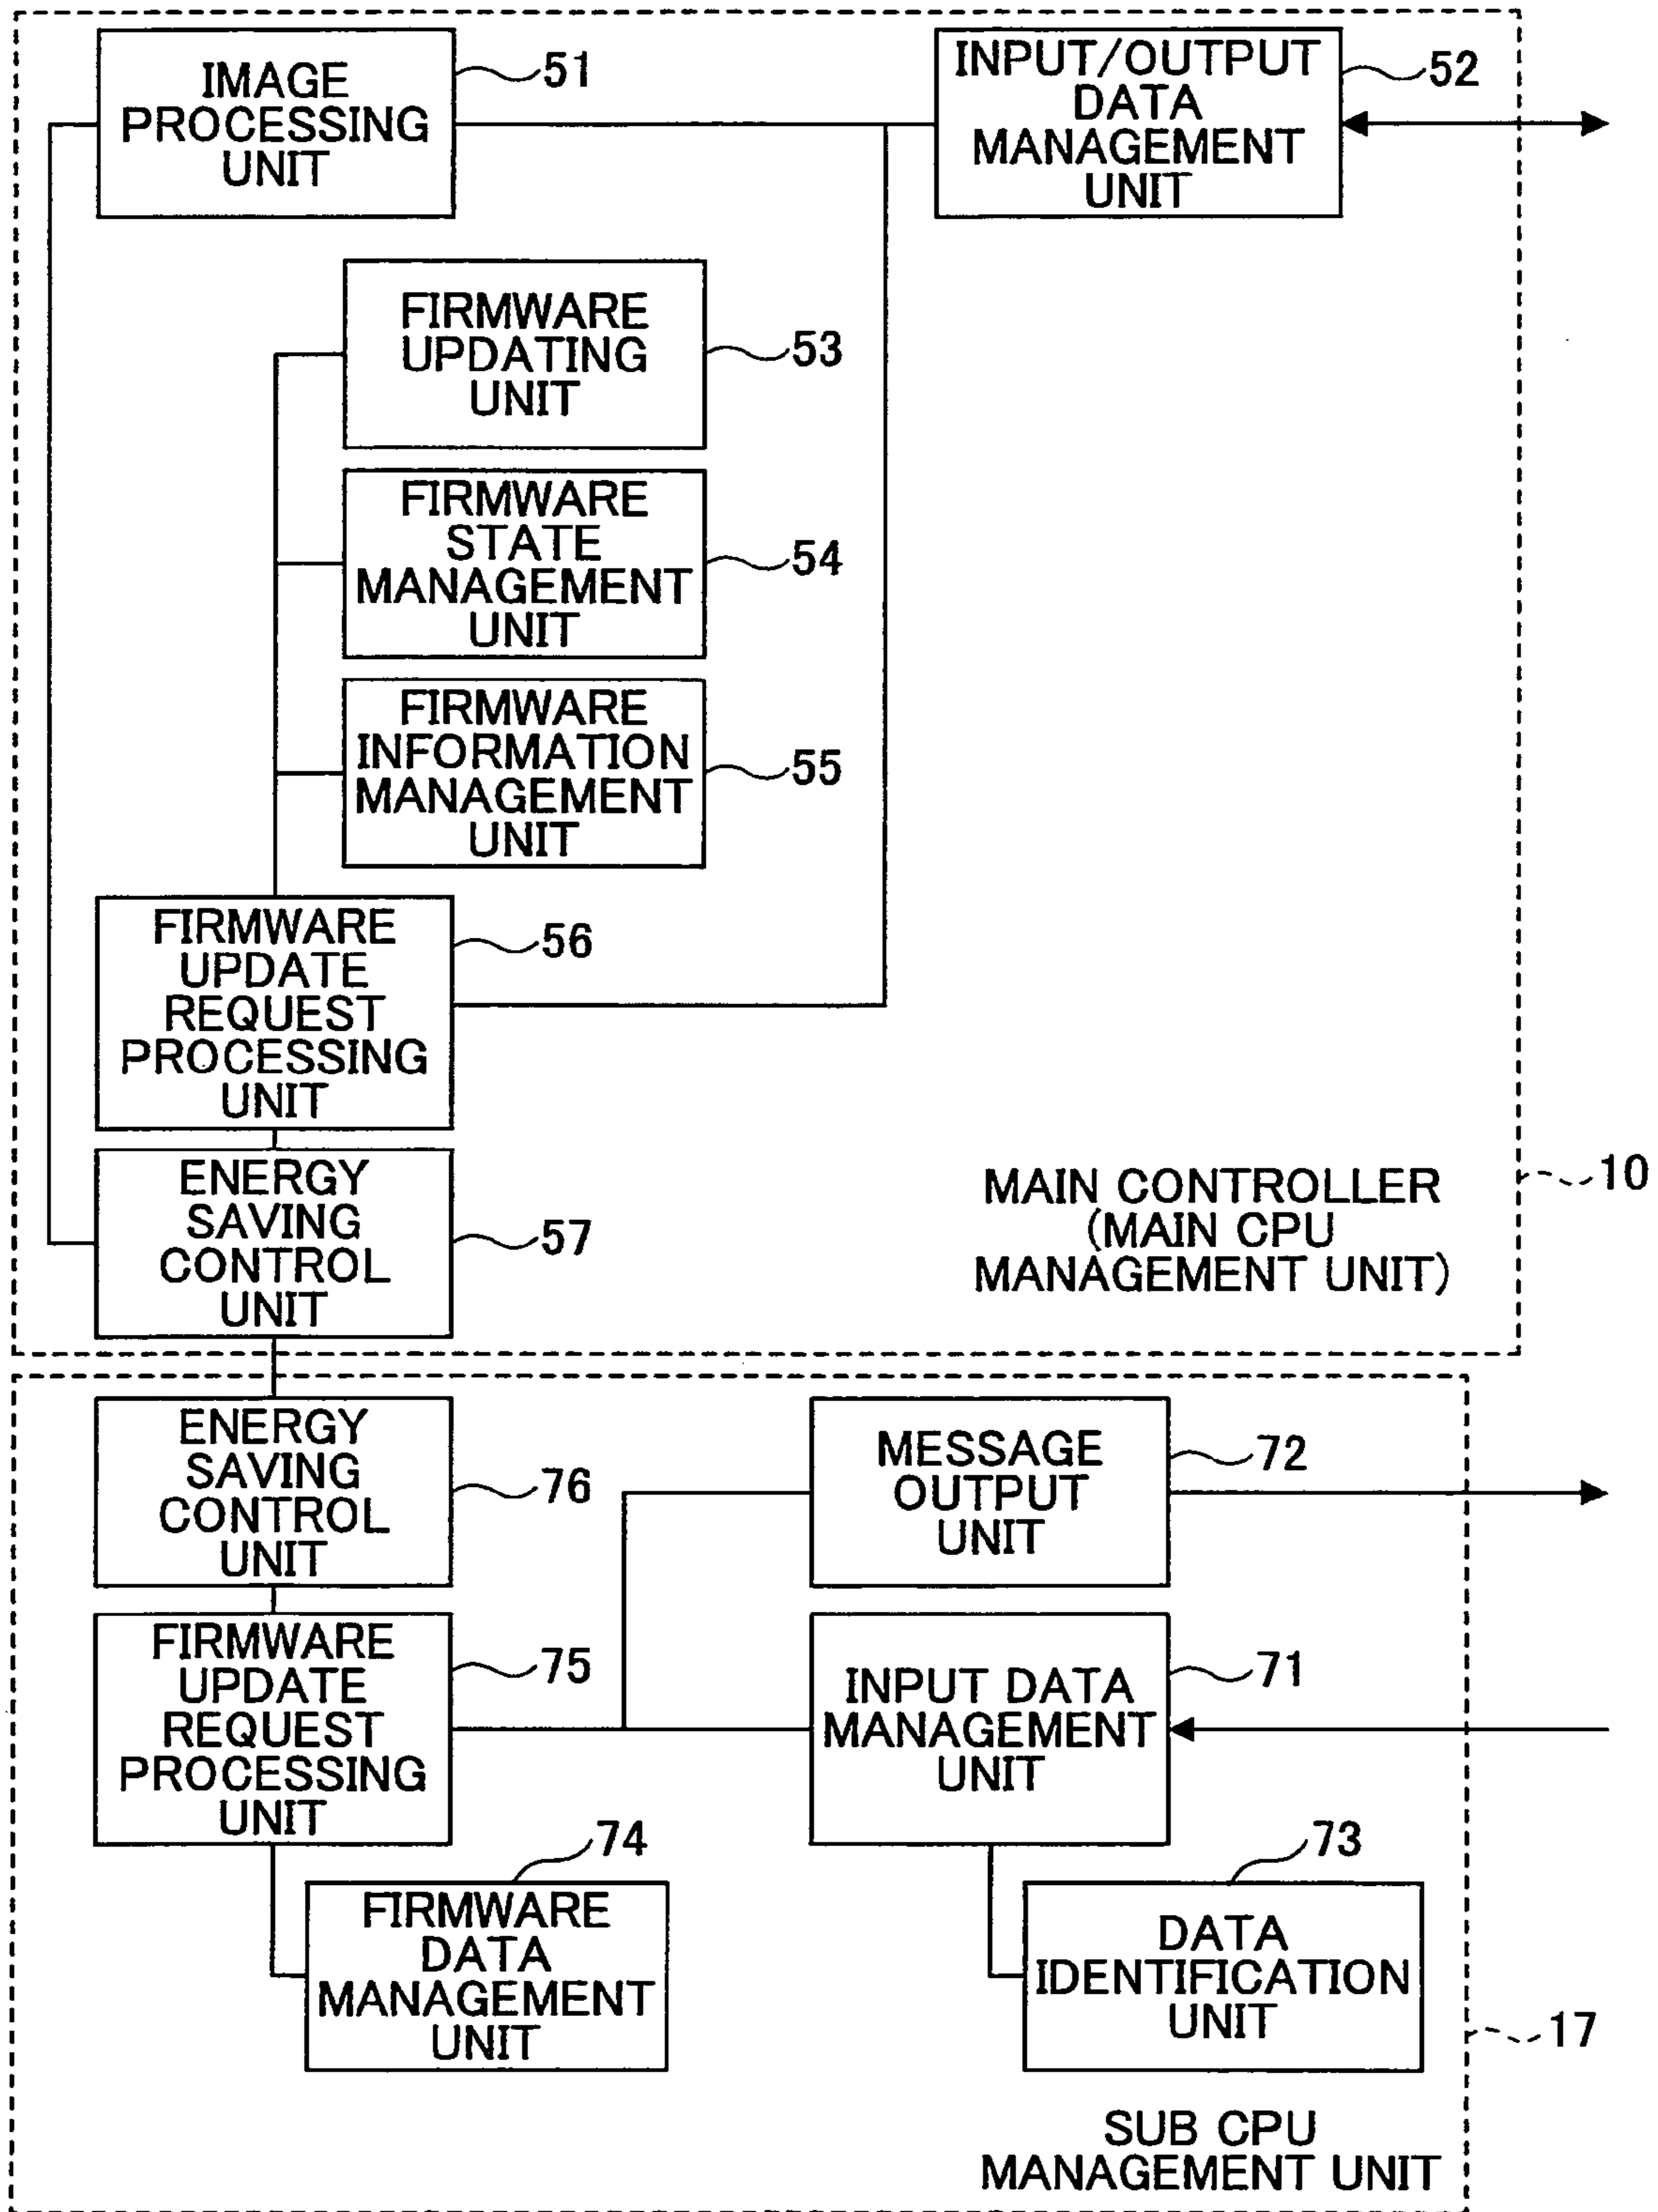 IMAGE
PROCESSING
UNIT
51
INPUT/OUTPUT
DATA
MANAGEMENT
UNIT
52
FIRMWARE
UPDATING
UNIT
53
FIRMWARE
STATE
MANAGEMENT
UNIT
54
FIRMWARE
INFORMATION
MANAGEMENT
UNIT
55
FIRMWARE
UPDATE
REQUEST
PROCESSING
UNIT
56
ENERGY
SAVING
CONTROL
UNIT
57
MAIN CONTROLLER
(MAIN CPU
MANAGEMENT UNIT)
10
ENERGY
SAVING
CONTROL
UNIT
76
MESSAGE
OUTPUT
UNIT
72
FIRMWARE
UPDATE
REQUEST
PROCESSING
UNIT
75
INPUT DATA
MANAGEMENT
UNIT
71
74
FIRMWARE
DATA
MANAGEMENT
UNIT
73
DATA
IDENTIFICATION
UNIT
17
SUB CPU
MANAGEMENT UNIT